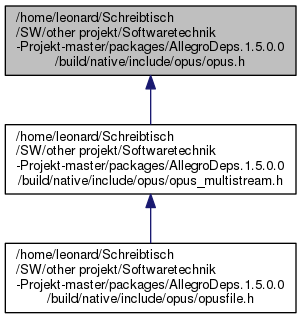 /home/leonard/Schreibtisch
/SW/other projekt/Softwaretechnik
-Projekt-master/packages/AllegroDeps.1.5.0.0
/build/native/include/opus/opus.h
/home/leonard/Schreibtisch
/SW/other projekt/Softwaretechnik
-Projekt-master/packages/AllegroDeps.1.5.0.0
/build/native/include/opus/opus_multistream.h
/home/leonard/Schreibtisch
/SW/other projekt/Softwaretechnik
-Projekt-master/packages/AllegroDeps.1.5.0.0
/build/native/include/opus/opusfile.h